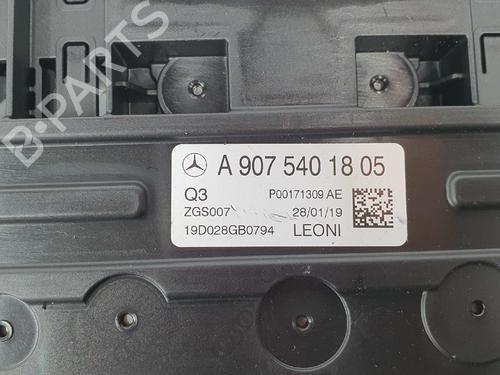 B-PARTS
A 907 540 18 05
Q3 P00171309 AE
ZGS007 28/01/19
19D028GB0794 LEONI